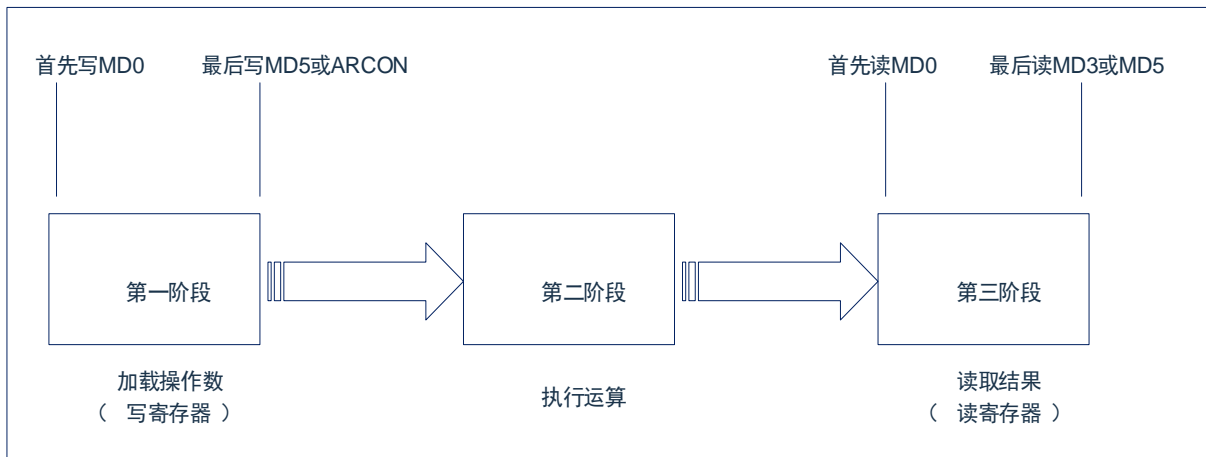 首先写MD0
最后写MD5或ARCON
首先读MD0
最后读MD3或MD5
第一阶段
第二阶段
第三阶段
加载操作数
（ 写寄存器 ）
执行运算
读取结果
（ 读寄存器 ）